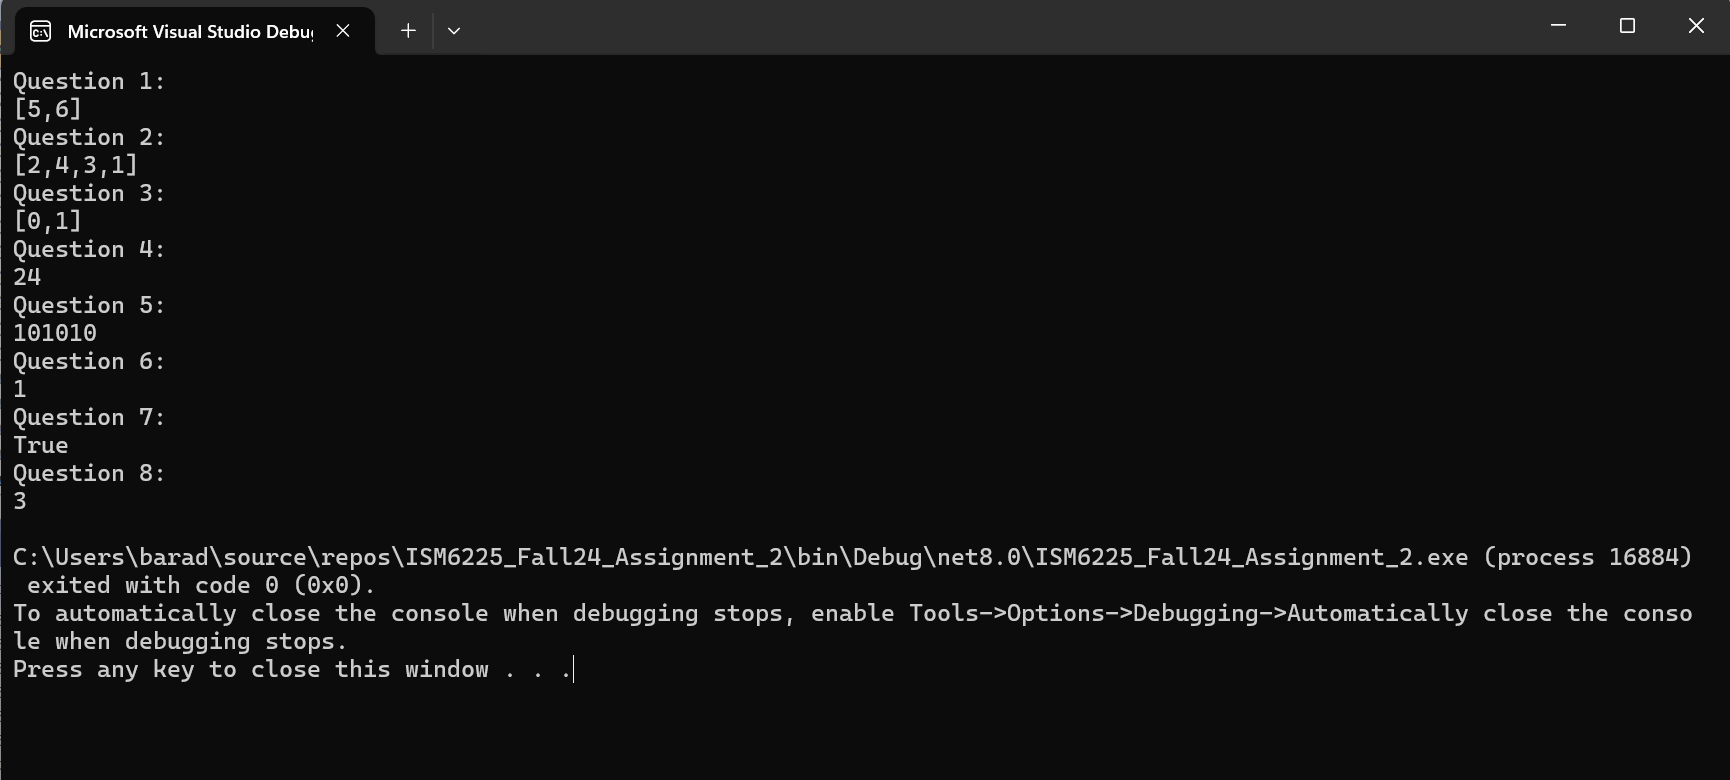 Microsoft Visual Studio Debu
Question 1:
[5,6]
Question 2:
[2,4,3,1]
Question 3:
[0,1]
Question 4:
24
Question 5:
101010
Question 6:
1
Question 7:
True
Question 8:
3
C:\Users\barad\source\repos\ISM6225_Fall24_Assignment_2\bin\Debug\net8.0\ISM6225_Fall24_Assignment_2.exe (process 16884)
 exited with code 0 (0x0).
To automatically close the console when debugging stops, enable Tools->Options->Debugging->Automatically close the conso
le when debugging stops.
Press any key to close this window . . .